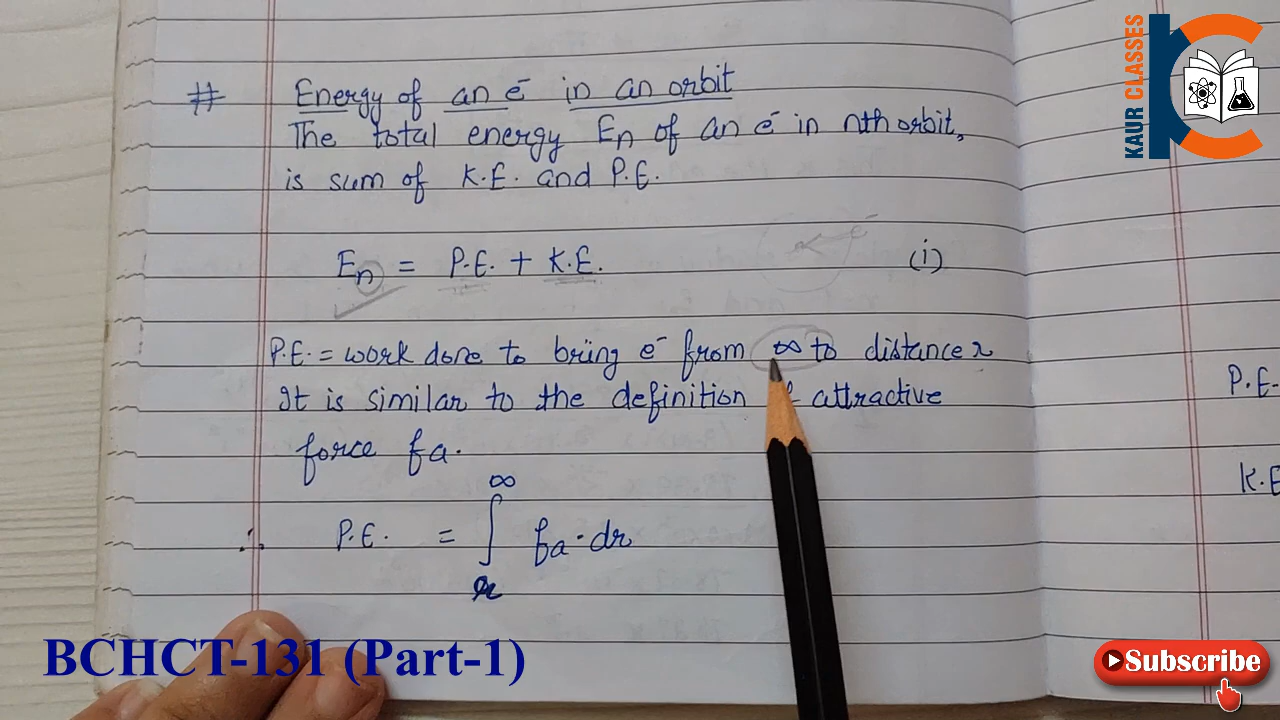 # Energy of an e⁻ in an orbit
The total energy En of an e⁻ in nth orbit,
is sum of K.E. and P.E.
e⁻
En = P.E. + K.E. (i)
P.E. = work done to bring e⁻ from ∞ to distance r
It is similar to the definition attractive
force fa.
∴ P.E. = ∫ r ∞ fa · dr
P.E.
K.E
KAUR CLASSES
BCHCT-131 (Part-1)
Subscribe